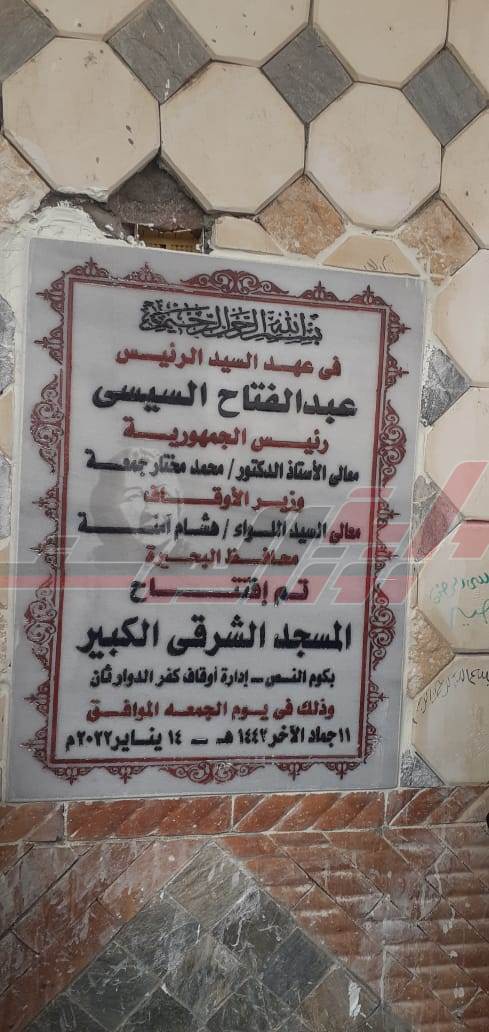 بسم الله الرحمن الرحيم
فى عهد السيد الرئيس
عبدالفتاح السيسى
رئيس الجمهورية
معالى الأستاذ الدكتور / محمد مختار جمعة
وزير الأوقاف
معالى السيد اللواء / هشام آمنة
محافظ البحيرة
تم إفتتاح
المسجد الشرقى الكبير
بكوم النص - إدارة أوقاف كفر الدوار ثان
وذلك فى يوم الجمعه الموافق
١١ جماد الآخر ١٤٤٢ هـ - ١٤ يناير ٢٠٢٢م